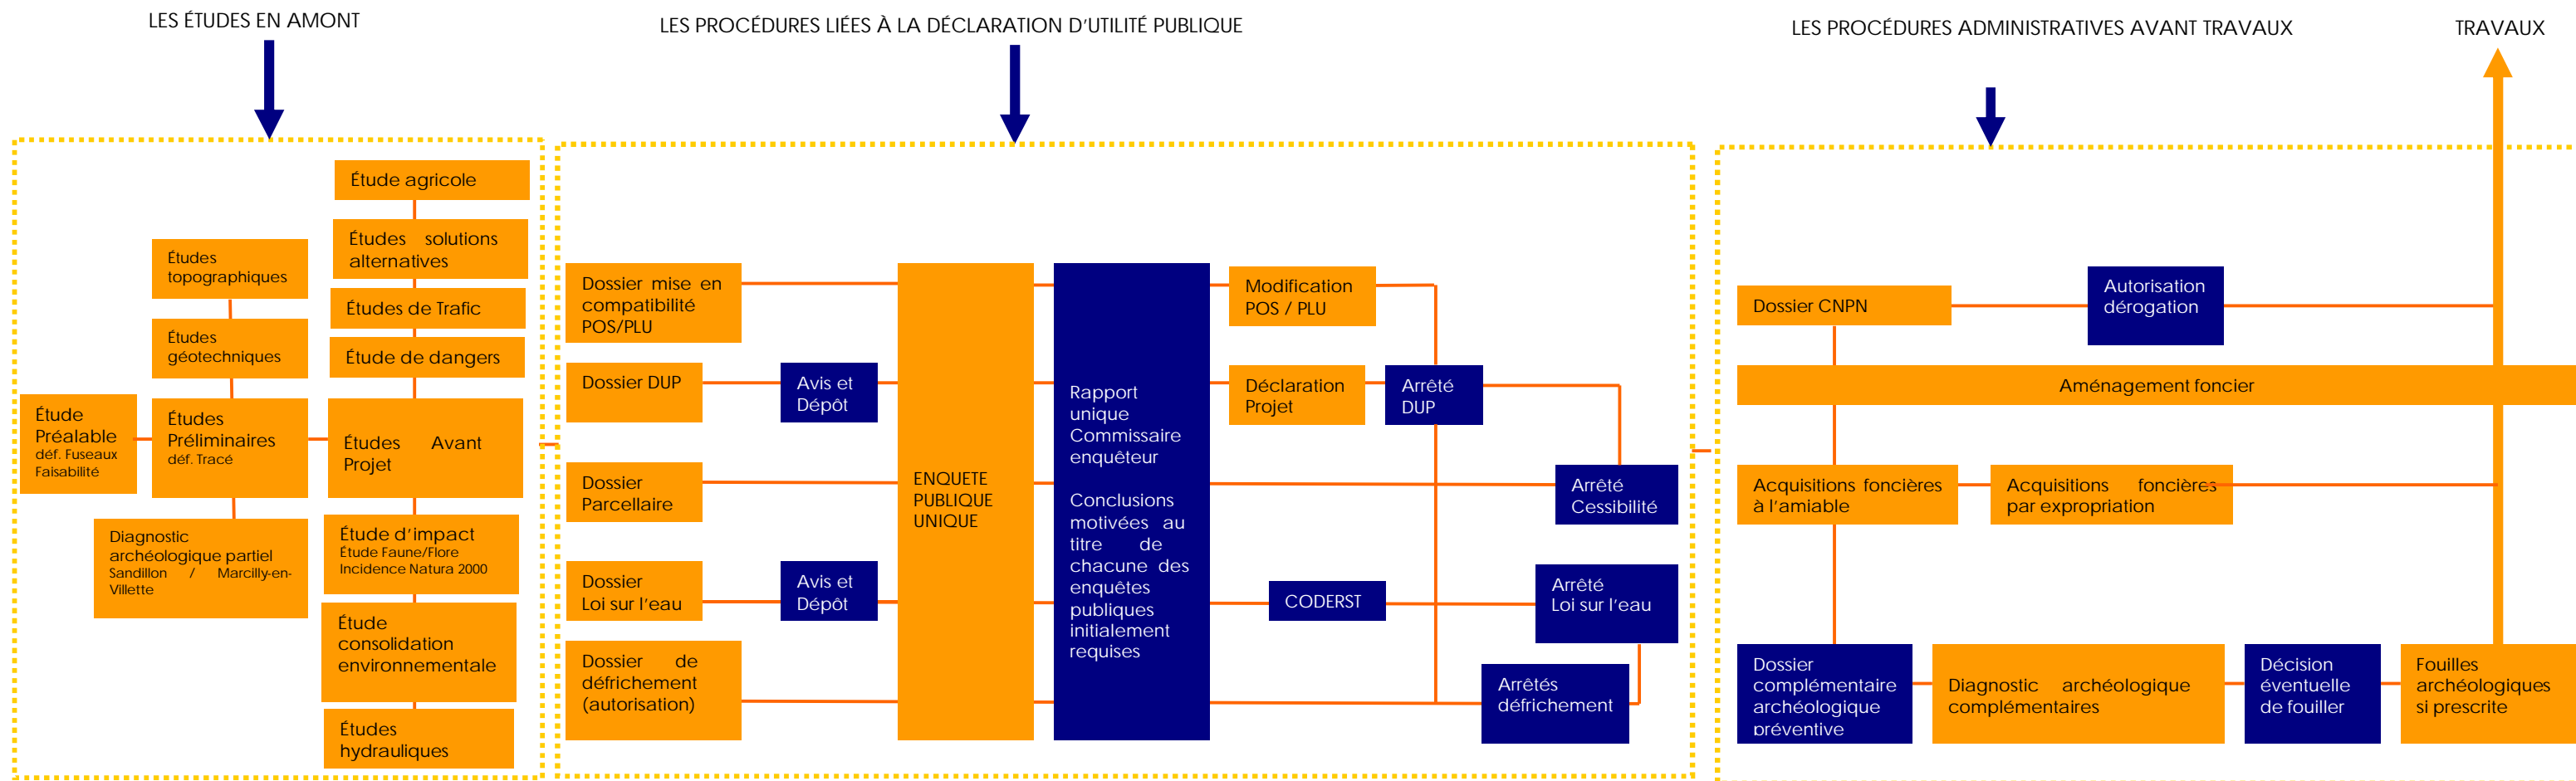 LES ÉTUDES EN AMONT
LES PROCÉDURES LIÉES À LA DÉCLARATION D'UTILITÉ PUBLIQUE
LES PROCÉDURES ADMINISTRATIVES AVANT TRAVAUX
TRAVAUX
Étude
Préalable
déf. Fuseaux
Faisabilité
Études
topographiques
Études
géotechniques
Études
Préliminaires
déf. Tracé
Diagnostic
archéologique partiel
Sandillon / Marcilly-en-
Villette
Étude agricole
Études solutions
alternatives
Études de Trafic
Étude de dangers
Études Avant
Projet
Étude d'impact
Étude Faune/Flore
Incidence Natura 2000
Étude
consolidation
environnementale
Études
hydrauliques
Dossier mise en
compatibilité
POS/PLU
Dossier DUP
Avis et
Dépôt
Dossier
Parcellaire
Dossier
Loi sur l'eau
Avis et
Dépôt
Dossier de
défrichement
(autorisation)
ENQUETE
PUBLIQUE
UNIQUE
Rapport
unique
Commissaire
enquêteur
Conclusions
motivées au
titre de
chacune des
enquêtes
publiques
initialement
requises
Modification
POS / PLU
Déclaration
Projet
Arrêté
DUP
Arrêté
Cessibilité
CODERST
Arrêté
Loi sur l'eau
Arrêtés
défrichement
Dossier CNPN
Autorisation
dérogation
Aménagement foncier
Acquisitions foncières
à l'amiable
Acquisitions foncières
par expropriation
Dossier
complémentaire
archéologique
préventive
Diagnostic archéologique
complémentaires
Décision
éventuelle
de fouiller
Fouilles
archéologiques
si prescrite